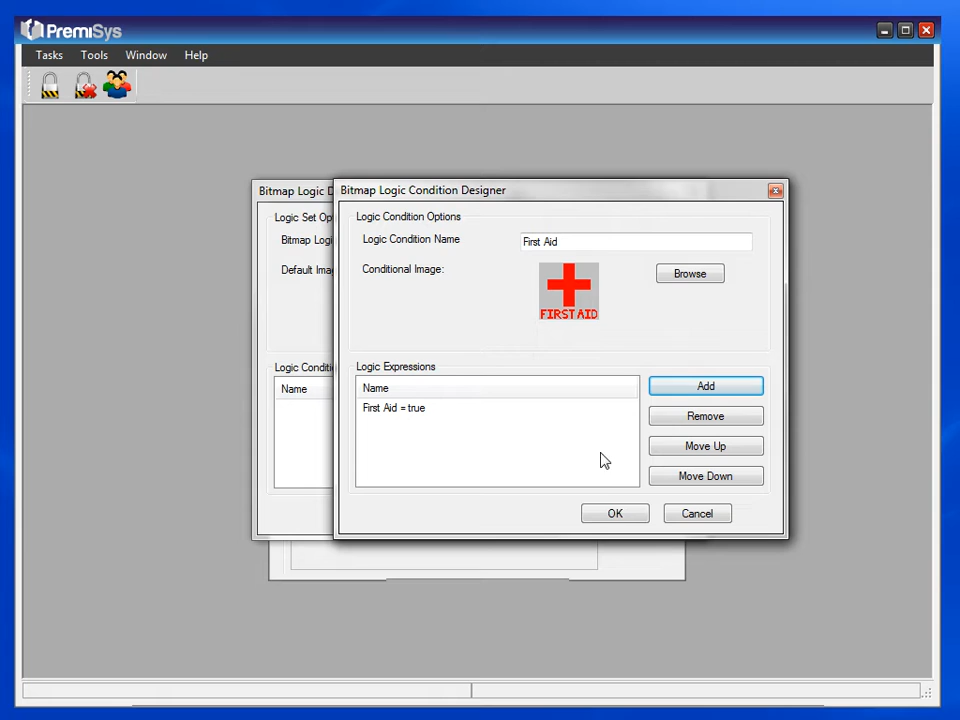 PremiSys
Tasks Tools Window Help
Bitmap Logic D
Logic Set Op
Bitmap Logi
Default Ima
Logic Conditi
Name
Bitmap Logic Condition Designer
Logic Condition Options
Logic Condition Name First Aid
Conditional Image: Browse
FIRST AID
Logic Expressions
Name
First Aid = true
Add
Remove
Move Up
Move Down
OK Cancel